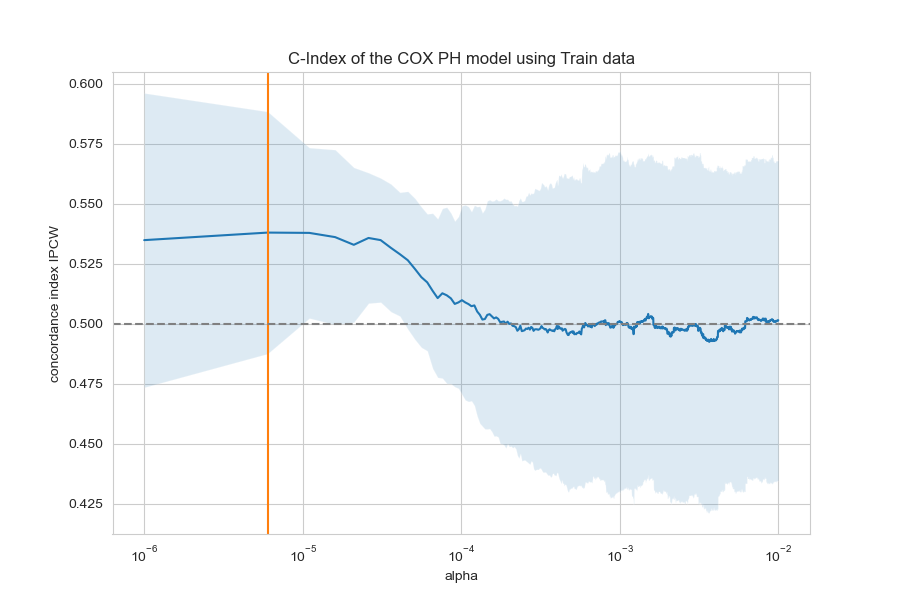 C-Index of the COX PH model using Train data
concordance index IPCW
0.600
0.575
0.550
0.525
0.500
0.475
0.450
0.425
10⁻⁶ 10⁻⁵ 10⁻⁴ 10⁻³ 10⁻²
alpha